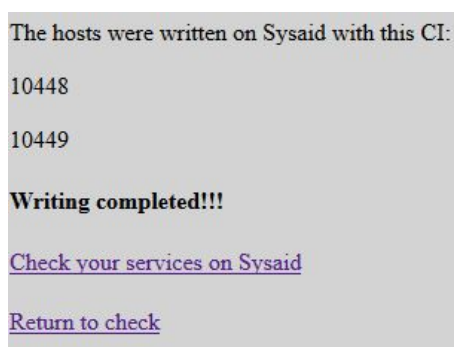 The hosts were written on Sysaid with this CI:
10448
10449
Writing completed!!!
Check your services on Sysaid
Return to check